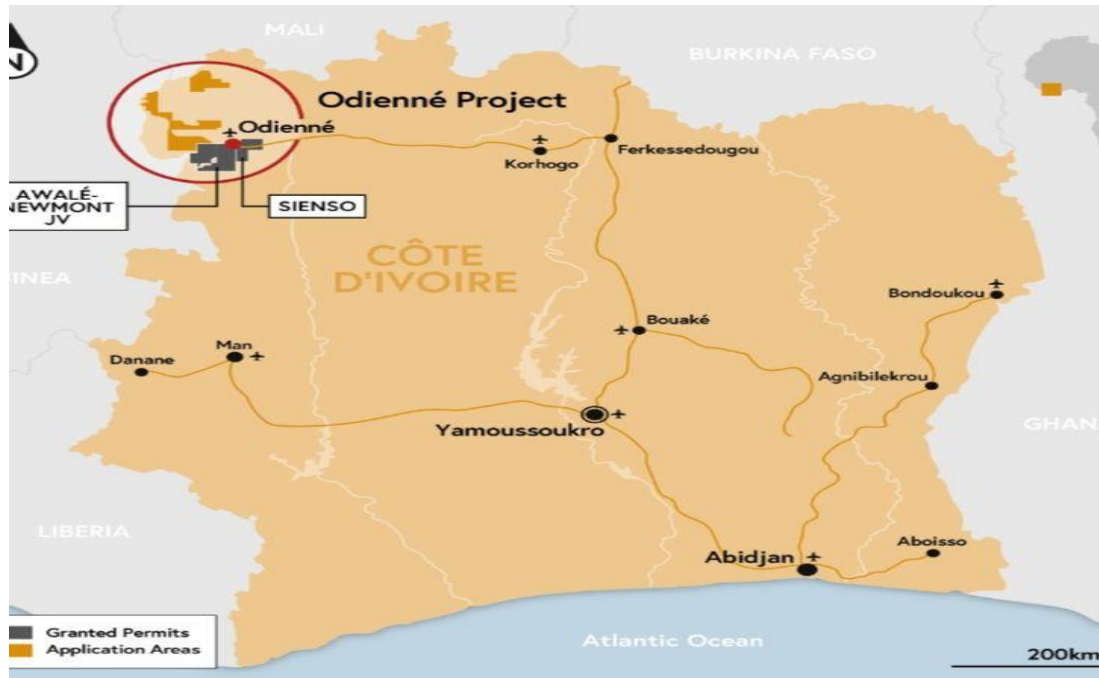 MALI
BURKINA FASO
N
Odienné Project
Odienné
Korhogo
Ferkessedougou
AWALÉ-
NEWMONT
JV
SIENSO
CÔTE
D'IVOIRE
INEA
Bondoukou
Bouaké
Man
Danane
Agnibilekrou
Yamoussoukro
GHAN
LIBERIA
Abidjan
Aboisso
Granted Permits
Application Areas
Atlantic Ocean
200km